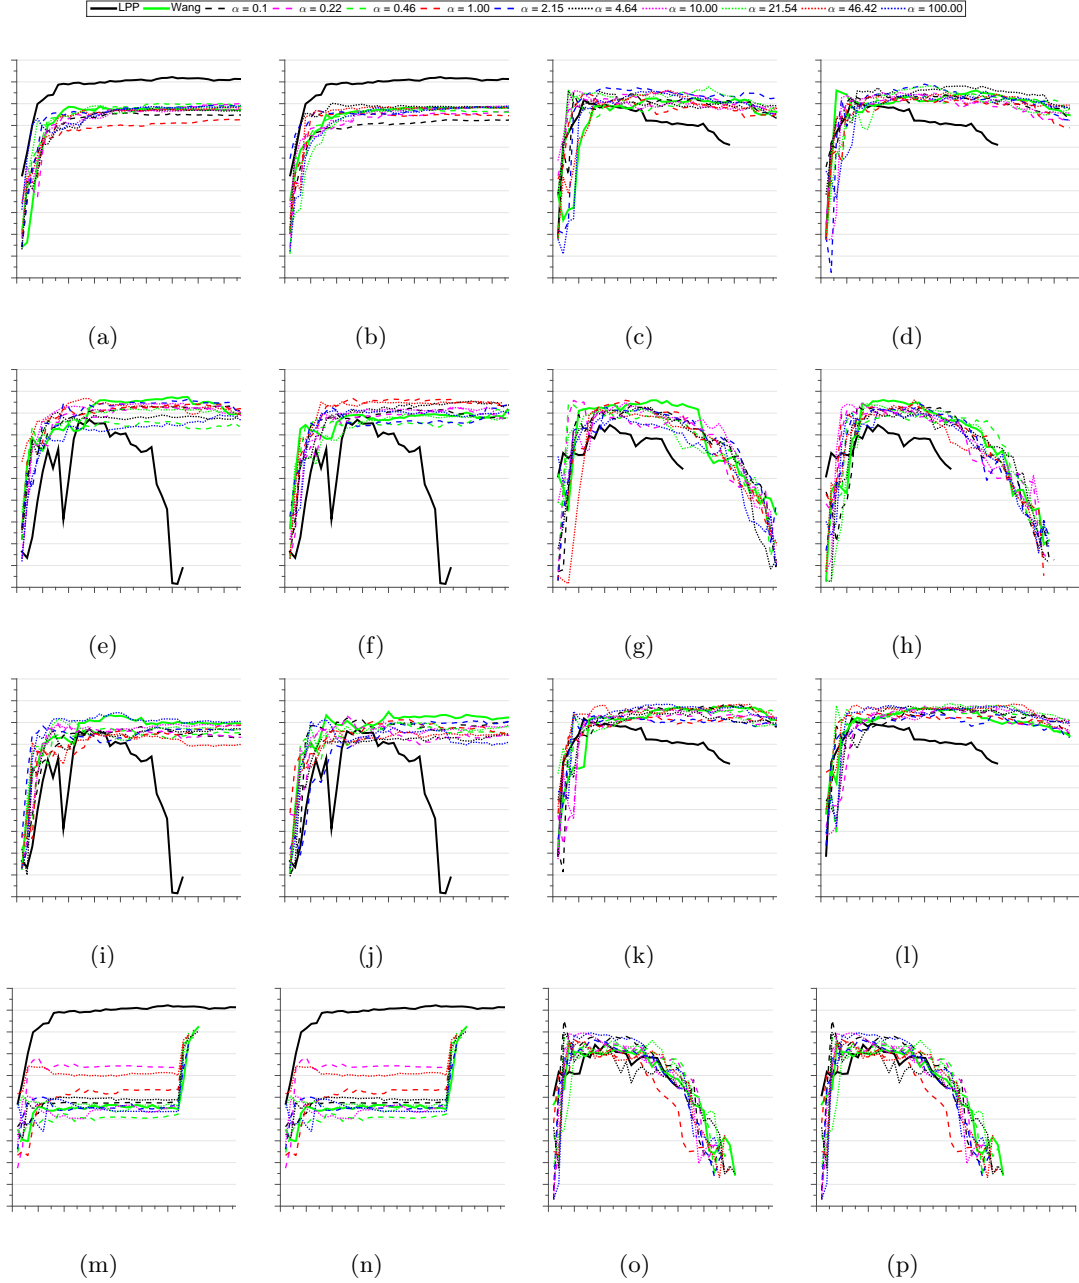 LPP Wang α = 0.1 α = 0.22 α = 0.46 α = 1.00 α = 2.15 α = 4.64 α = 10.00 α = 21.54 α = 46.42 α = 100.00
(a) (b) (c) (d)
(e) (f) (g) (h)
(i) (j) (k) (l)
(m) (n) (o) (p)